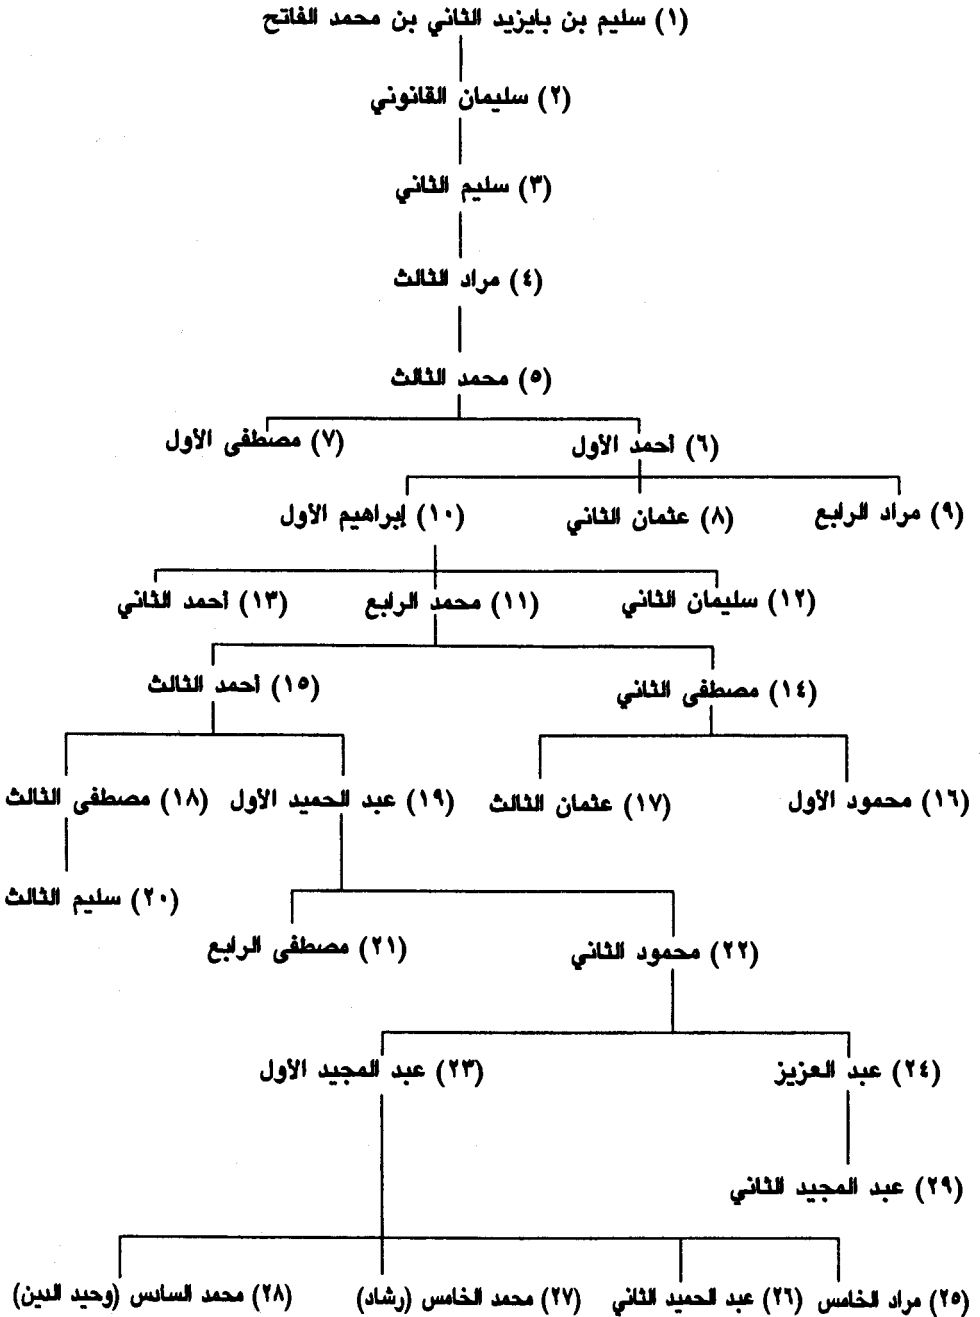 (١) سليم بن بايزيد الثاني بن محمد الفاتح
(٢) سليمان القانوني
(٣) سليم الثاني
(٤) مراد الثالث
(٥) محمد الثالث
(٦) أحمد الأول (٧) مصطفى الأول
(٩) مراد الرابع (٨) عثمان الثاني (١٠) إبراهيم الأول
(١٢) سليمان الثاني (١١) محمد الرابع (١٣) أحمد الثاني
(١٤) مصطفى الثاني (١٥) أحمد الثالث
(١٦) محمود الأول (١٧) عثمان الثالث (١٩) عبد الحميد الأول (١٨) مصطفى الثالث
(٢٠) سليم الثالث
(٢٢) محمود الثاني (٢١) مصطفى الرابع
(٢٤) عبد العزيز (٢٣) عبد المجيد الأول
(٢٩) عبد المجيد الثاني
(٢٥) مراد الخامس (٢٦) عبد الحميد الثاني (٢٧) محمد الخامس (رشاد) (٢٨) محمد السادس (وحيد الدين)